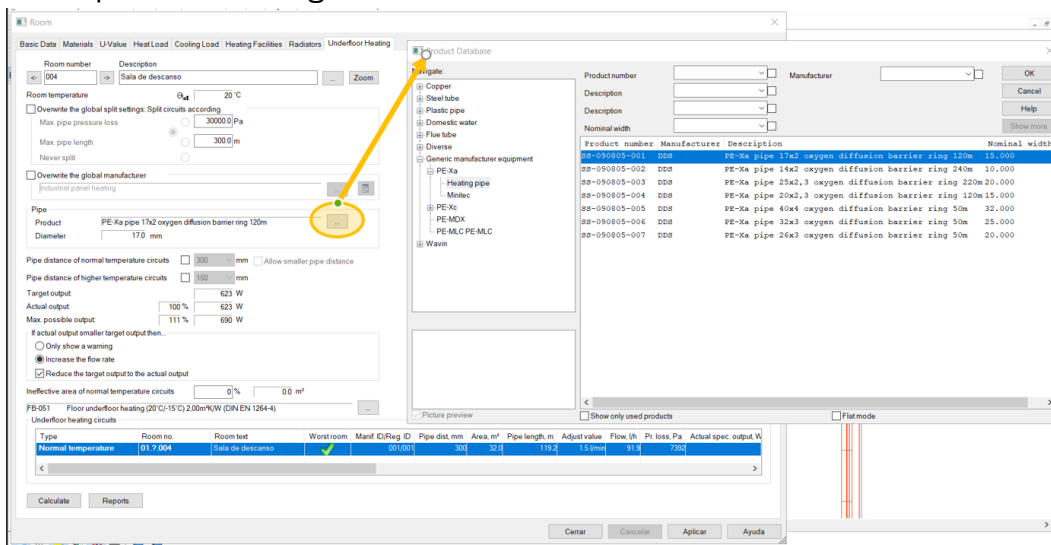 Room
Basic Data Materials U-Value Heat Load Cooling Load Heating Facilities Radiators Underfloor Heating
Room number Description
<- 004 -> Sala de descanso ... Zoom
Room temperature 20 °C
Overwrite the global split settings: Split circuits according
Max. pipe pressure loss 30000.0 Pa
Max. pipe length 300.0 m
Never split
Overwrite the global manufacturer
Industrial panel heating
Pipe
Product PE-Xa pipe 17x2 oxygen diffusion barrier ring 120m ...
Diameter 17.0 mm
Pipe distance of normal temperature circuits 300 mm Allow smaller pipe distance
Pipe distance of higher temperature circuits 150 mm
Target output: 623 W
Actual output: 100 % 623 W
Max. possible output: 111 % 690 W
If actual output smaller target output then...
Only show a warning
Increase the flow rate
Reduce the target output to the actual output
Ineffective area of normal temperature circuits 0 % 0.0 m²
FB-051 Floor underfloor heating (20°C/-15°C) 2,00m²K/W (DIN EN 1264-4) ...
Underfloor heating circuits
Type Room no. Room text Worst room Manif. ID/Reg. ID Pipe dist, mm Area, m² Pipe length, m Adjust value Flow, l/h Pr. loss, Pa Actual spec. output, W
Normal temperature 01.?.004 Sala de descanso 001/001 300 32.0 119.2 1.5 l/min 91.9 7392
Calculate Reports
Cerrar Cancelar Aplicar Ayuda
Product Database
Navigate:
Copper
Steel tube
Plastic pipe
Domestic water
Flue tube
Diverse
Generic manufacturer equipment
PE-Xa
Heating pipe
Minitec
PE-Xc
PE-MDX
PE-MLC PE-MLC
Wavin
Picture preview
Product number Manufacturer OK
Description Cancel
Description Help
Nominal width Show more
Product number Manufacturer Description Nominal width
SS-090805-001 DDS PE-Xa pipe 17x2 oxygen diffusion barrier ring 120m 15.000
SS-090805-002 DDS PE-Xa pipe 14x2 oxygen diffusion barrier ring 240m 10.000
SS-090805-003 DDS PE-Xa pipe 25x2,3 oxygen diffusion barrier ring 220m 20.000
SS-090805-004 DDS PE-Xa pipe 20x2,3 oxygen diffusion barrier ring 120m 15.000
SS-090805-005 DDS PE-Xa pipe 40x4 oxygen diffusion barrier ring 50m 32.000
SS-090805-006 DDS PE-Xa pipe 32x3 oxygen diffusion barrier ring 50m 25.000
SS-090805-007 DDS PE-Xa pipe 26x3 oxygen diffusion barrier ring 50m 20.000
Show only used products Flat mode